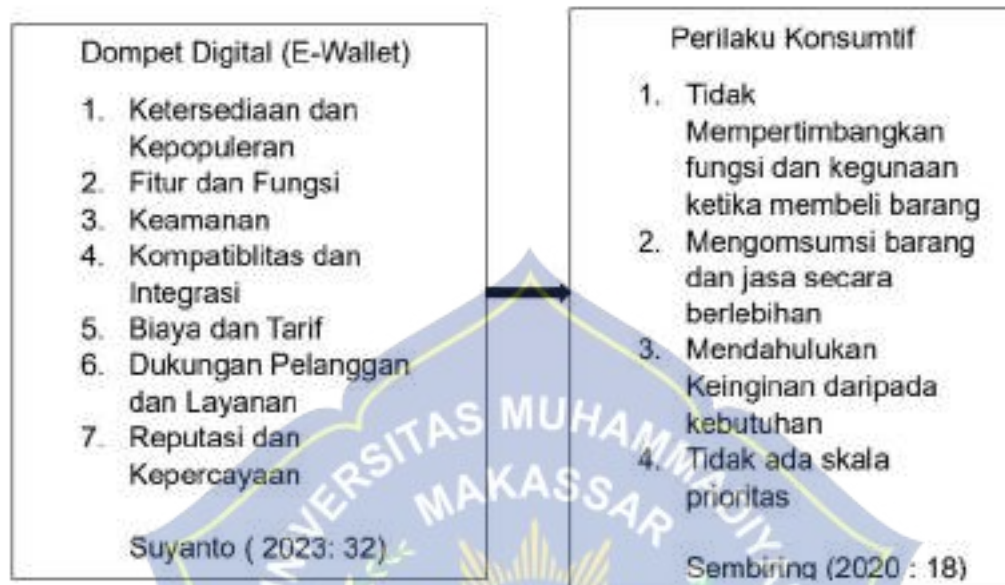 Dompet Digital (E-Wallet)
1. Ketersediaan dan
Kepopuleran
2. Fitur dan Fungsi
3. Keamanan
4. Kompatiblitas dan
Integrasi
5. Biaya dan Tarif
6. Dukungan Pelanggan
dan Layanan
7. Reputasi dan
Kepercayaan
Suyanto ( 2023: 32)
Perilaku Konsumtif
1. Tidak
Mempertimbangkan
fungsi dan kegunaan
ketika membeli barang
2. Mengomsumsi barang
dan jasa secara
berlebihan
3. Mendahulukan
Keinginan daripada
kebutuhan
4. Tidak ada skala
prioritas
Sembiring (2020 : 18)
MUHAMMADIY
MAKASSAR